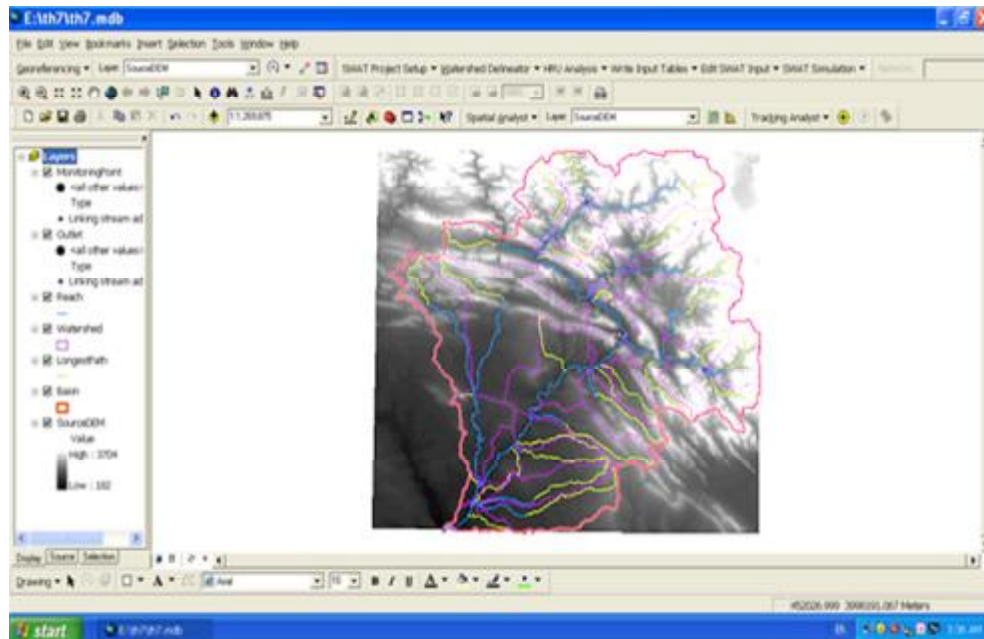 E:\th7\th7.mdb
File Edit View Bookmarks Insert Selection Tools Window Help
Georeferencing Layer: SourceDEM SWAT Project Setup Watershed Delineator HRU Analysis Write Input Tables Edit SWAT Input SWAT Simulation
Spatial Analyst Layer: SourceDEM Tracking Analyst
Layers
MonitoringPoint
<all other values>
Type
Linking stream ad
Outlet
<all other values>
Type
Linking stream ad
Reach
Watershed
LongestPath
Basin
SourceDEM
Value
High : 3704
Low : 182
Display Source Selection
Drawing Arial 10 B I U A
Meters
start E:\th7\th7.mdb EN